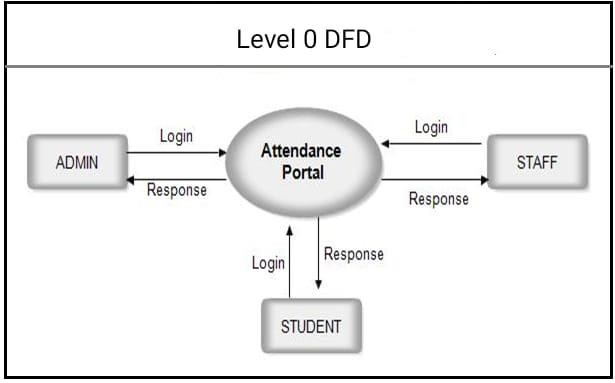 Level 0 DFD
Login
Login
ADMIN
Attendance
Portal
STAFF
Response
Response
Login
Response
STUDENT